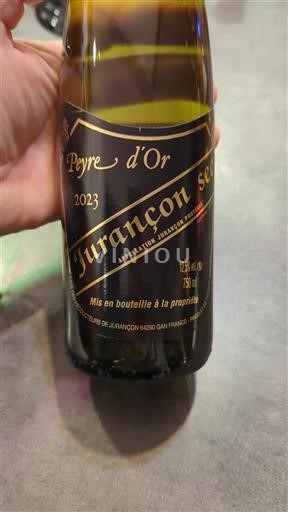 Peyre d'Or
2023
Jurançon sec
APPELLATION JURANÇON PROTÉGÉE
viniou
12,5% vol.
750 ml
Mis en bouteille à la propriété
PRODUCTEURS DE JURANÇON 64290 GAN FRANCE -